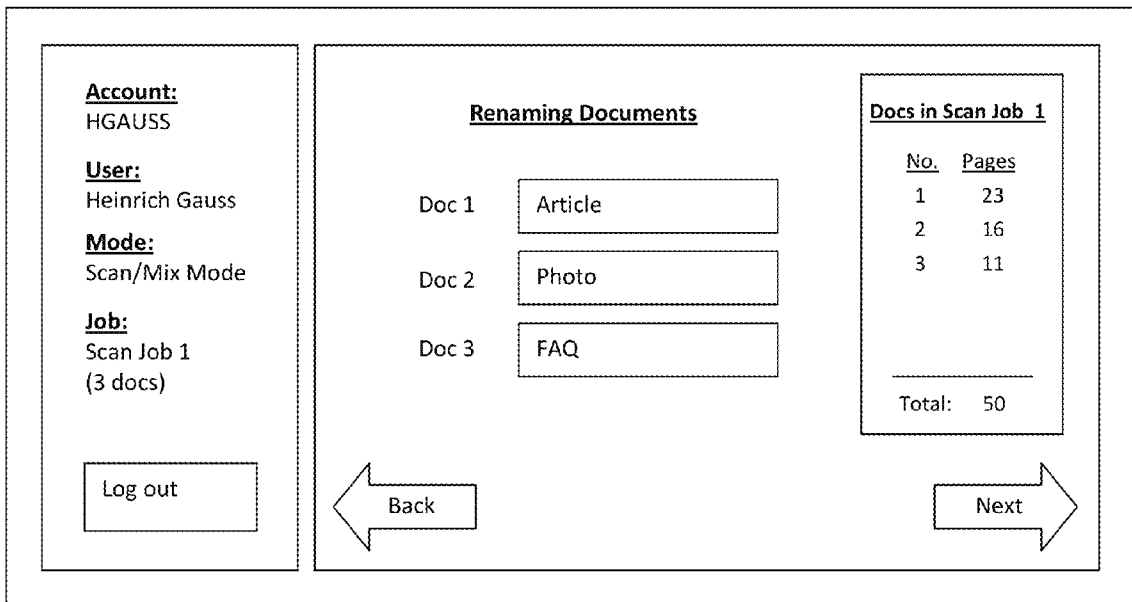 Account:
HGAUSS
User:
Heinrich Gauss
Mode:
Scan/Mix Mode
Job:
Scan Job 1
(3 docs)
Log out
Renaming Documents
Doc 1 Article
Doc 2 Photo
Doc 3 FAQ
Back
Next
Docs in Scan Job 1
No. Pages
1 23
2 16
3 11
Total: 50